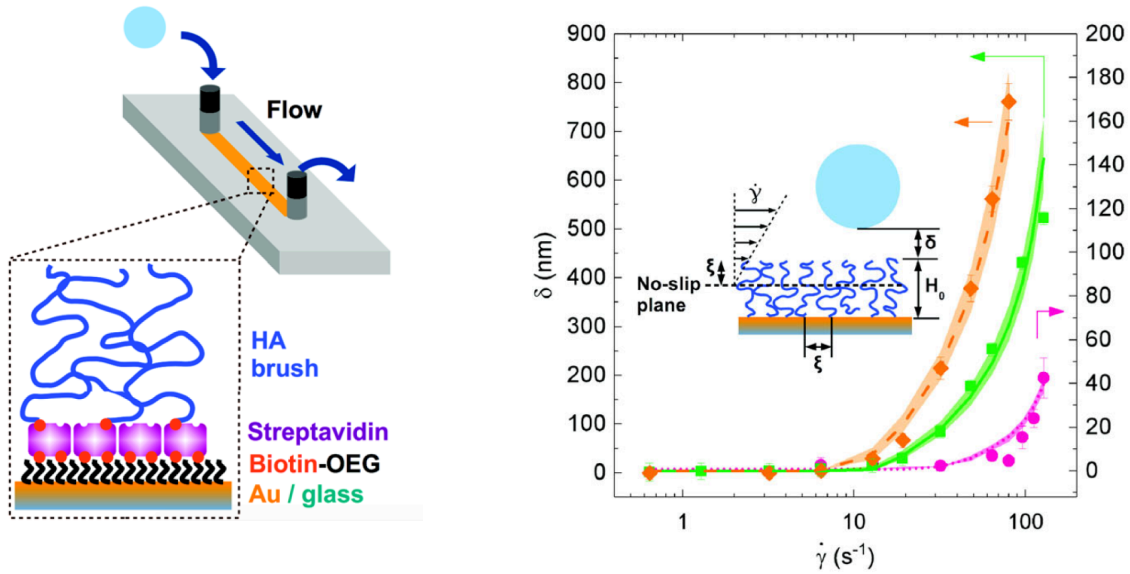 Flow
HA
brush
Streptavidin
Biotin-OEG
Au / glass
900
800
700
600
500
400
300
200
100
0
δ (nm)
200
180
160
140
120
100
80
60
40
20
0
γ̇
δ
ξ
H₀
No-slip
plane
ξ
1
10
100
γ̇ (s⁻¹)